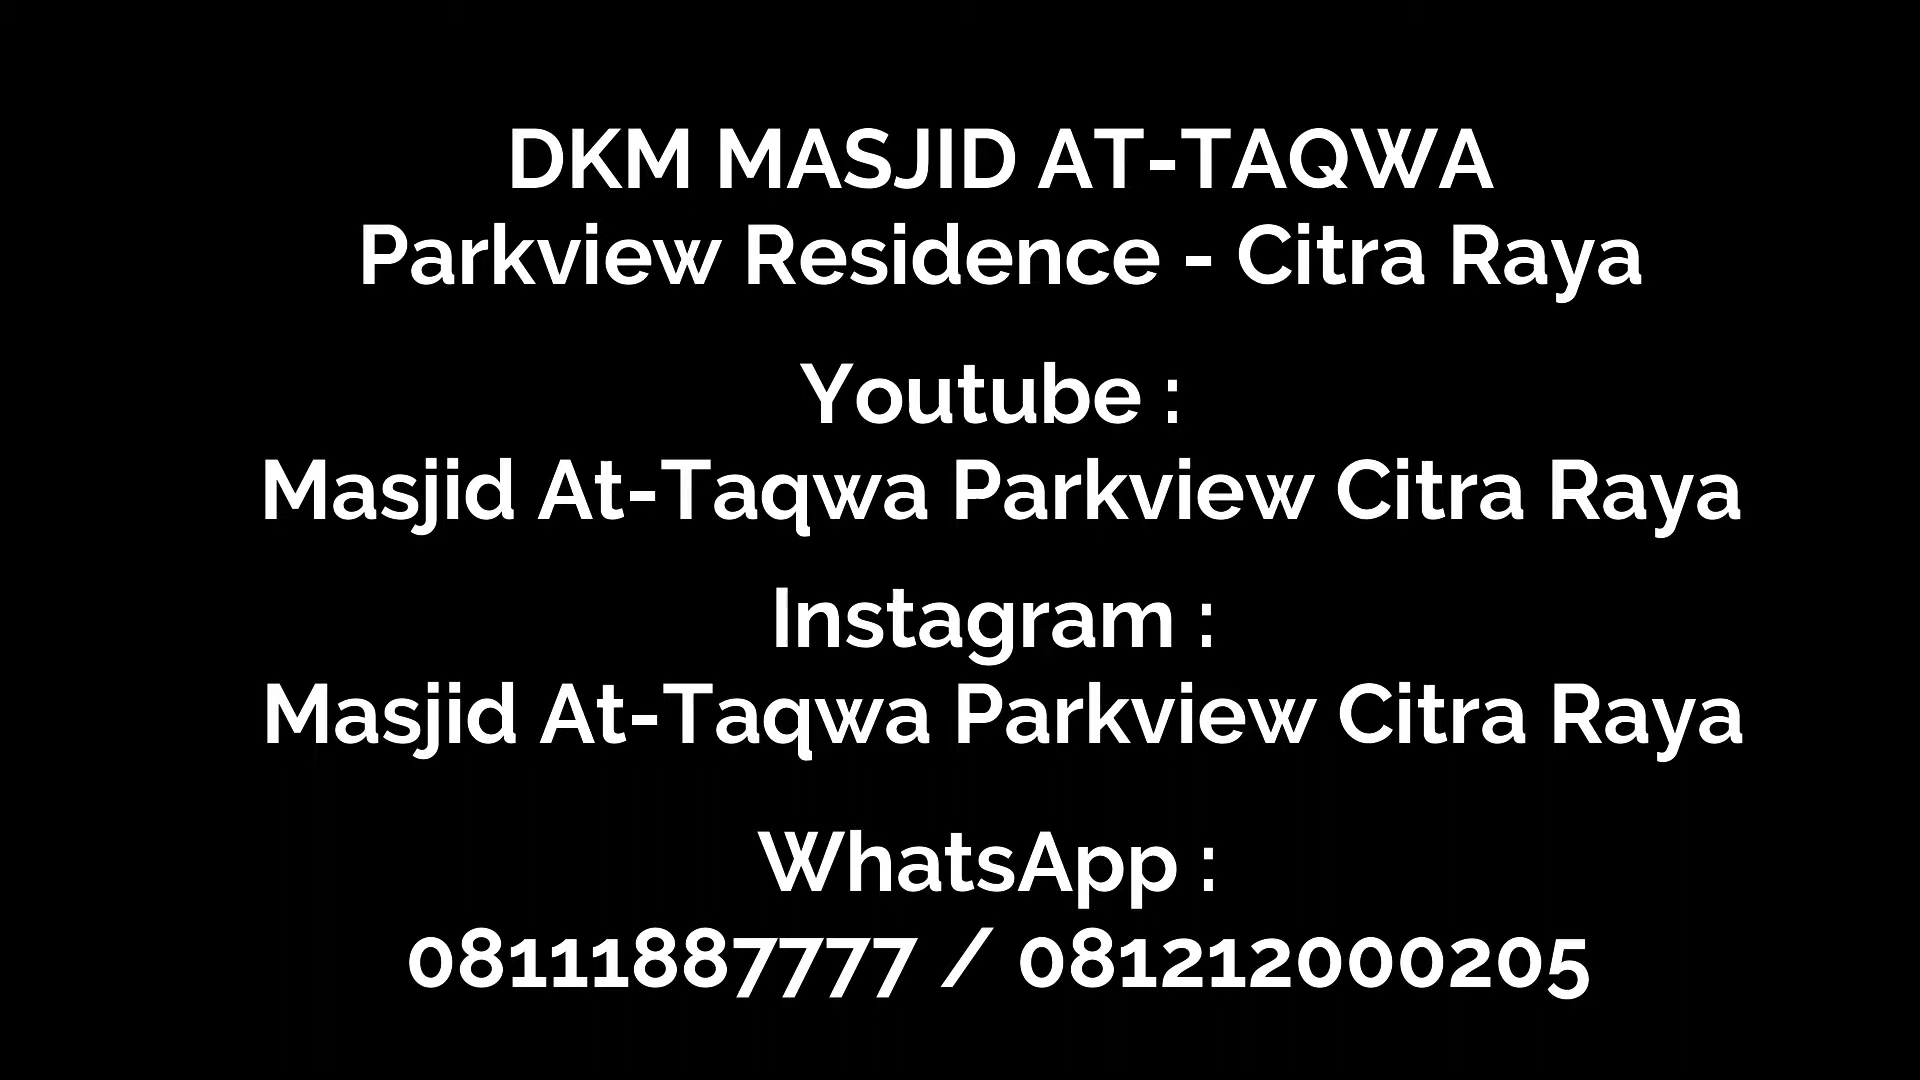 DKM MASJID AT-TAQWA
Parkview Residence - Citra Raya
Youtube :
Masjid At-Taqwa Parkview Citra Raya
Instagram :
Masjid At-Taqwa Parkview Citra Raya
WhatsApp :
08111887777 / 081212000205